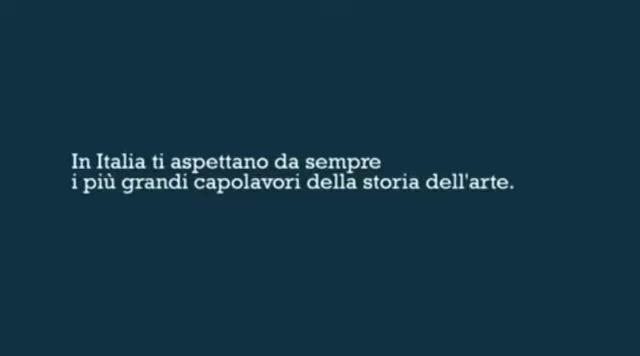 In Italia ti aspettano da sempre
i più grandi capolavori della storia dell'arte.